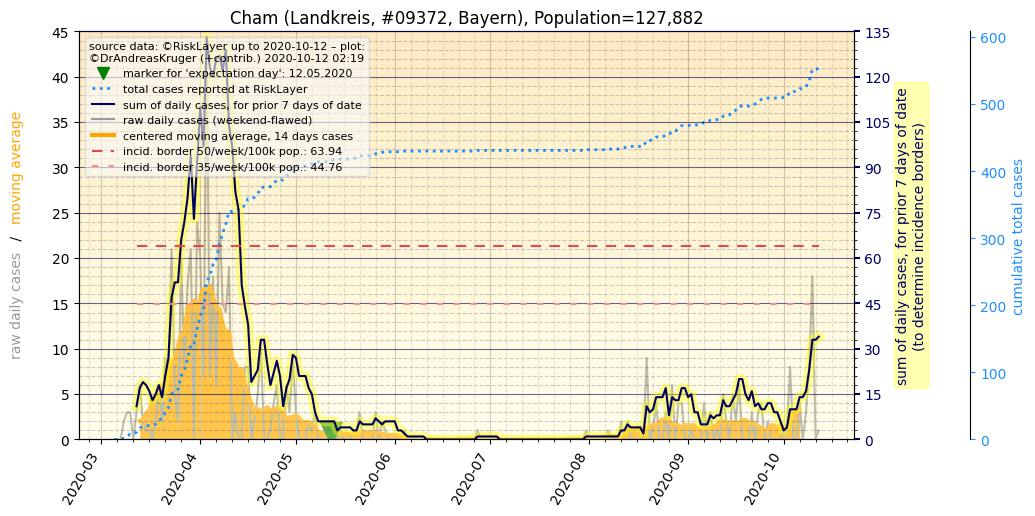 Cham (Landkreis, #09372, Bayern), Population=127,882
source data: ©RiskLayer up to 2020-10-12 – plot:
©DrAndreasKruger (+contrib.) 2020-10-12 02:19
marker for 'expectation day': 12.05.2020
total cases reported at RiskLayer
sum of daily cases, for prior 7 days of date
raw daily cases (weekend-flawed)
centered moving average, 14 days cases
incid. border 50/week/100k pop.: 63.94
incid. border 35/week/100k pop.: 44.76
raw daily cases / moving average
45
40
35
30
25
20
15
10
5
0
2020-03
2020-04
2020-05
2020-06
2020-07
2020-08
2020-09
2020-10
135
120
105
90
75
60
45
30
15
0
sum of daily cases, for prior 7 days of date
(to determine incidence borders)
600
500
400
300
200
100
0
cumulative total cases